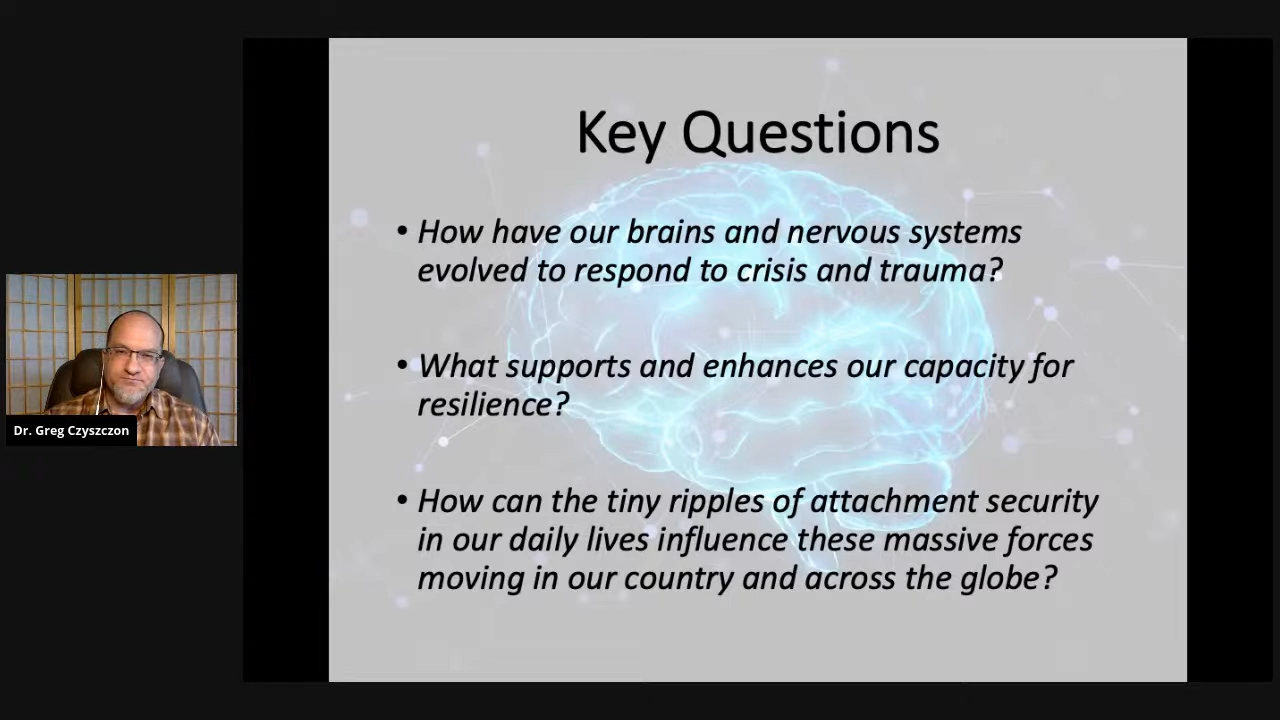 Key Questions
• How have our brains and nervous systems
evolved to respond to crisis and trauma?
• What supports and enhances our capacity for
resilience?
• How can the tiny ripples of attachment security
in our daily lives influence these massive forces
moving in our country and across the globe?
Dr. Greg Czyszczon